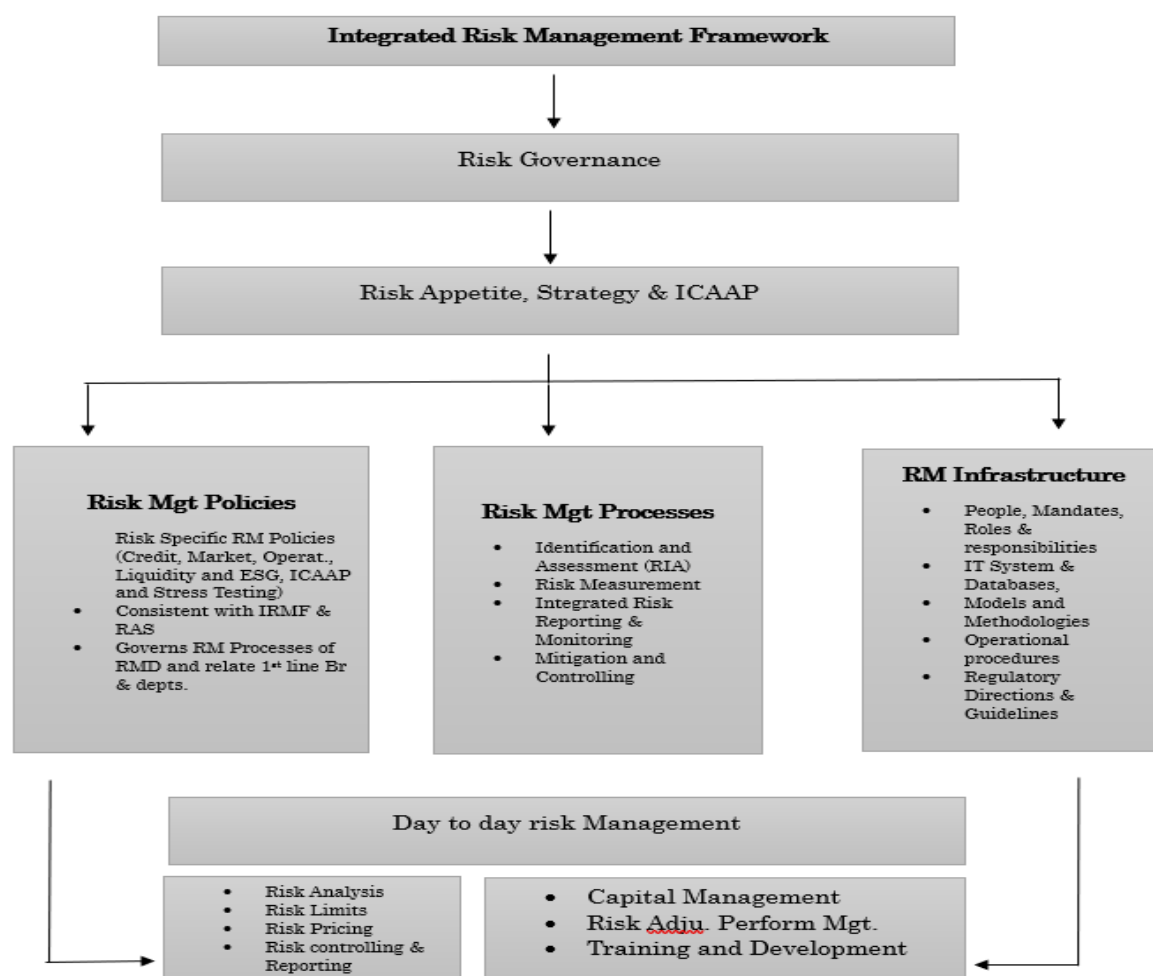 Integrated Risk Management Framework
Risk Governance
Risk Appetite, Strategy & ICAAP
Risk Mgt Policies
Risk Specific RM Policies
(Credit, Market, Operat.,
Liquidity and ESG, ICAAP
and Stress Testing)
• Consistent with IRMF &
RAS
• Governs RM Processes of
RMD and relate 1st line Br
& depts.
Risk Mgt Processes
• Identification and
Assessment (RIA)
• Risk Measurement
• Integrated Risk
Reporting &
Monitoring
• Mitigation and
Controlling
RM Infrastructure
• People, Mandates,
Roles &
responsibilities
• IT System &
Databases,
• Models and
Methodologies
• Operational
procedures
• Regulatory
Directions &
Guidelines
Day to day risk Management
• Risk Analysis
• Risk Limits
• Risk Pricing
• Risk controlling &
Reporting
• Capital Management
• Risk Adju. Perform Mgt.
• Training and Development